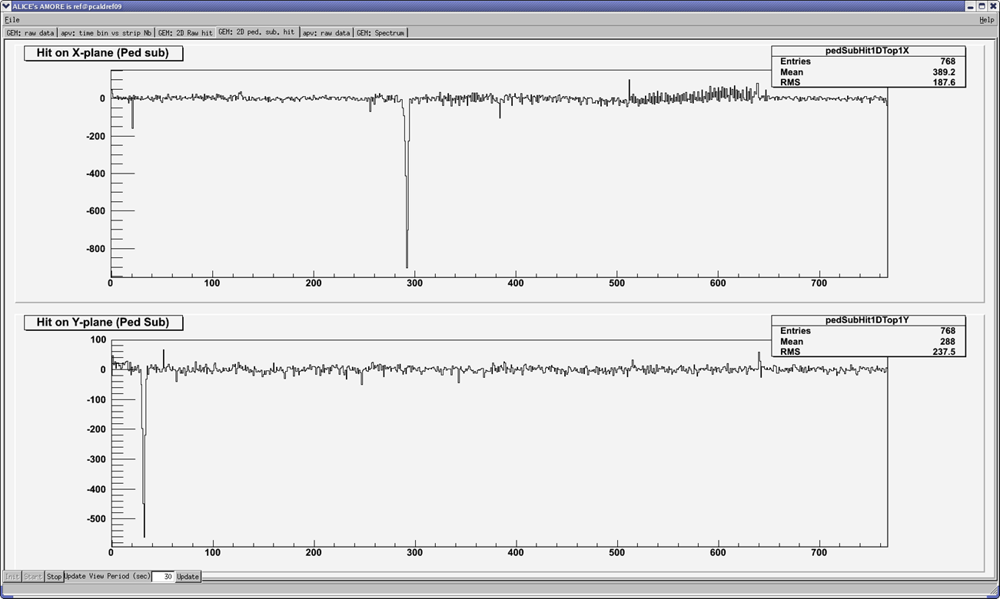 ALICE's AMORE is ref@pcaldref09
File Help
GEM: raw data apv: time bin vs strip Nb GEM: 2D Raw hit GEM: 2D ped. sub. hit apv: raw data GEM: Spectrum
Hit on X-plane (Ped sub)
pedSubHit1DTop1X
Entries 768
Mean 389.2
RMS 187.6
0
-200
-400
-600
-800
0 100 200 300 400 500 600 700
Hit on Y-plane (Ped Sub)
pedSubHit1DTop1Y
Entries 768
Mean 288
RMS 237.5
100
0
-100
-200
-300
-400
-500
0 100 200 300 400 500 600 700
Init Start Stop Update View Period (sec) 30 Update